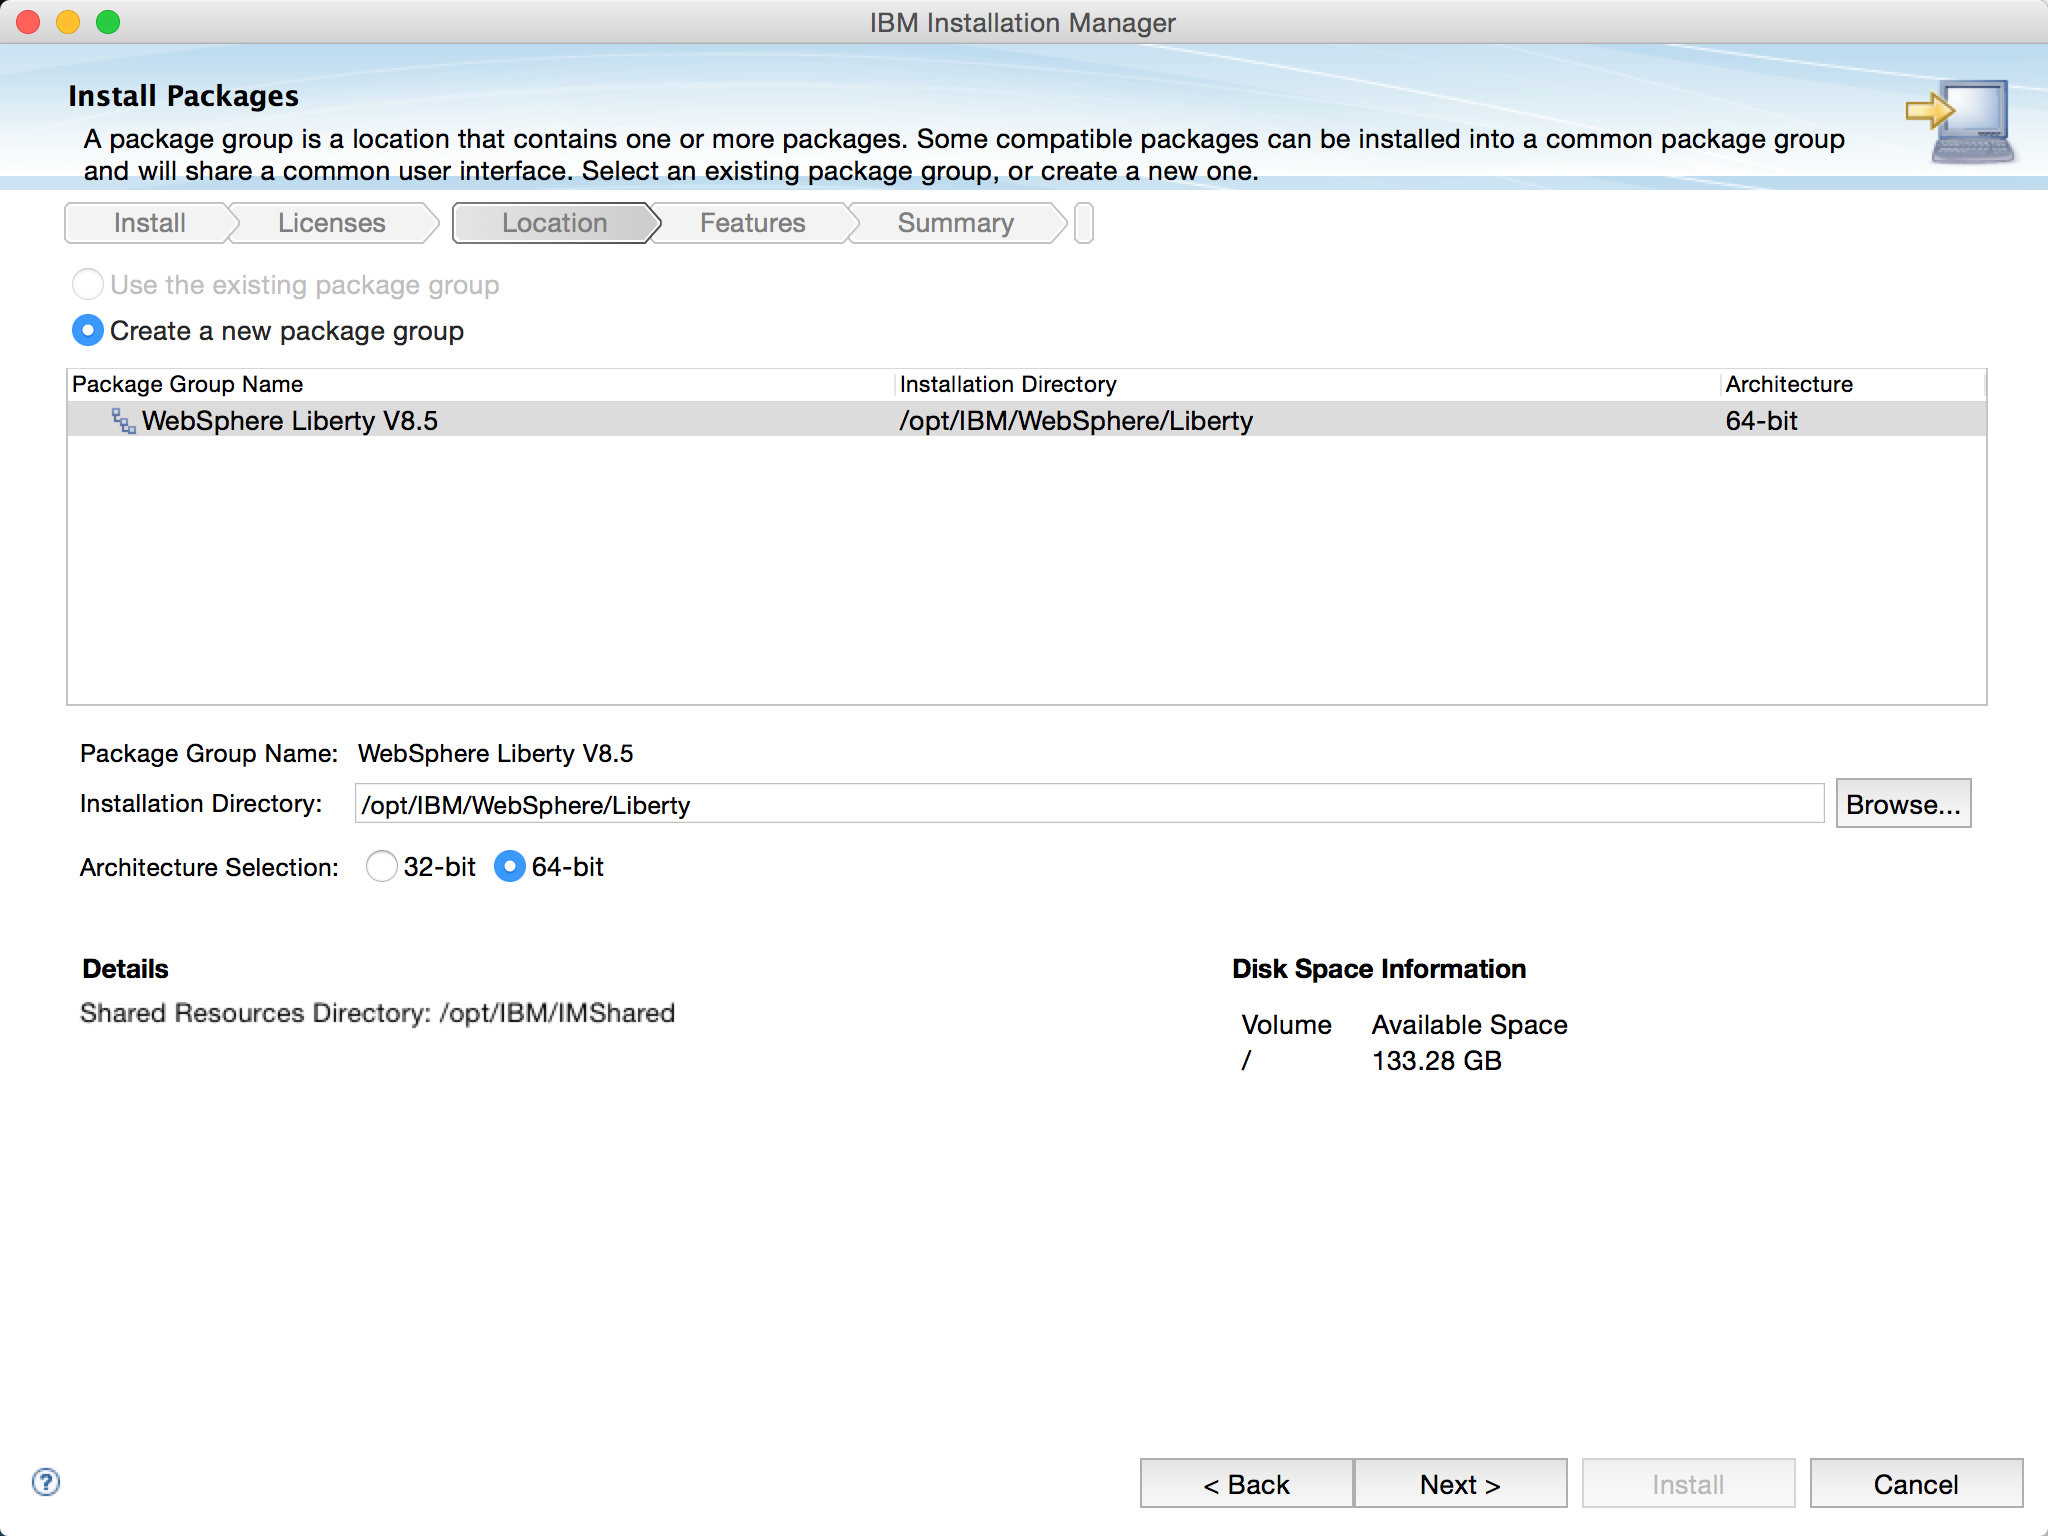 IBM Installation Manager
Install Packages
A package group is a location that contains one or more packages. Some compatible packages can be installed into a common package group
and will share a common user interface. Select an existing package group, or create a new one.
Install Licenses Location Features Summary
Use the existing package group
Create a new package group
Package Group Name Installation Directory Architecture
WebSphere Liberty V8.5 /opt/IBM/WebSphere/Liberty 64-bit
Package Group Name: WebSphere Liberty V8.5
Installation Directory: /opt/IBM/WebSphere/Liberty Browse...
Architecture Selection: 32-bit 64-bit
Details Disk Space Information
Shared Resources Directory: /opt/IBM/IMShared
Volume Available Space
/ 133.28 GB
? < Back Next > Install Cancel